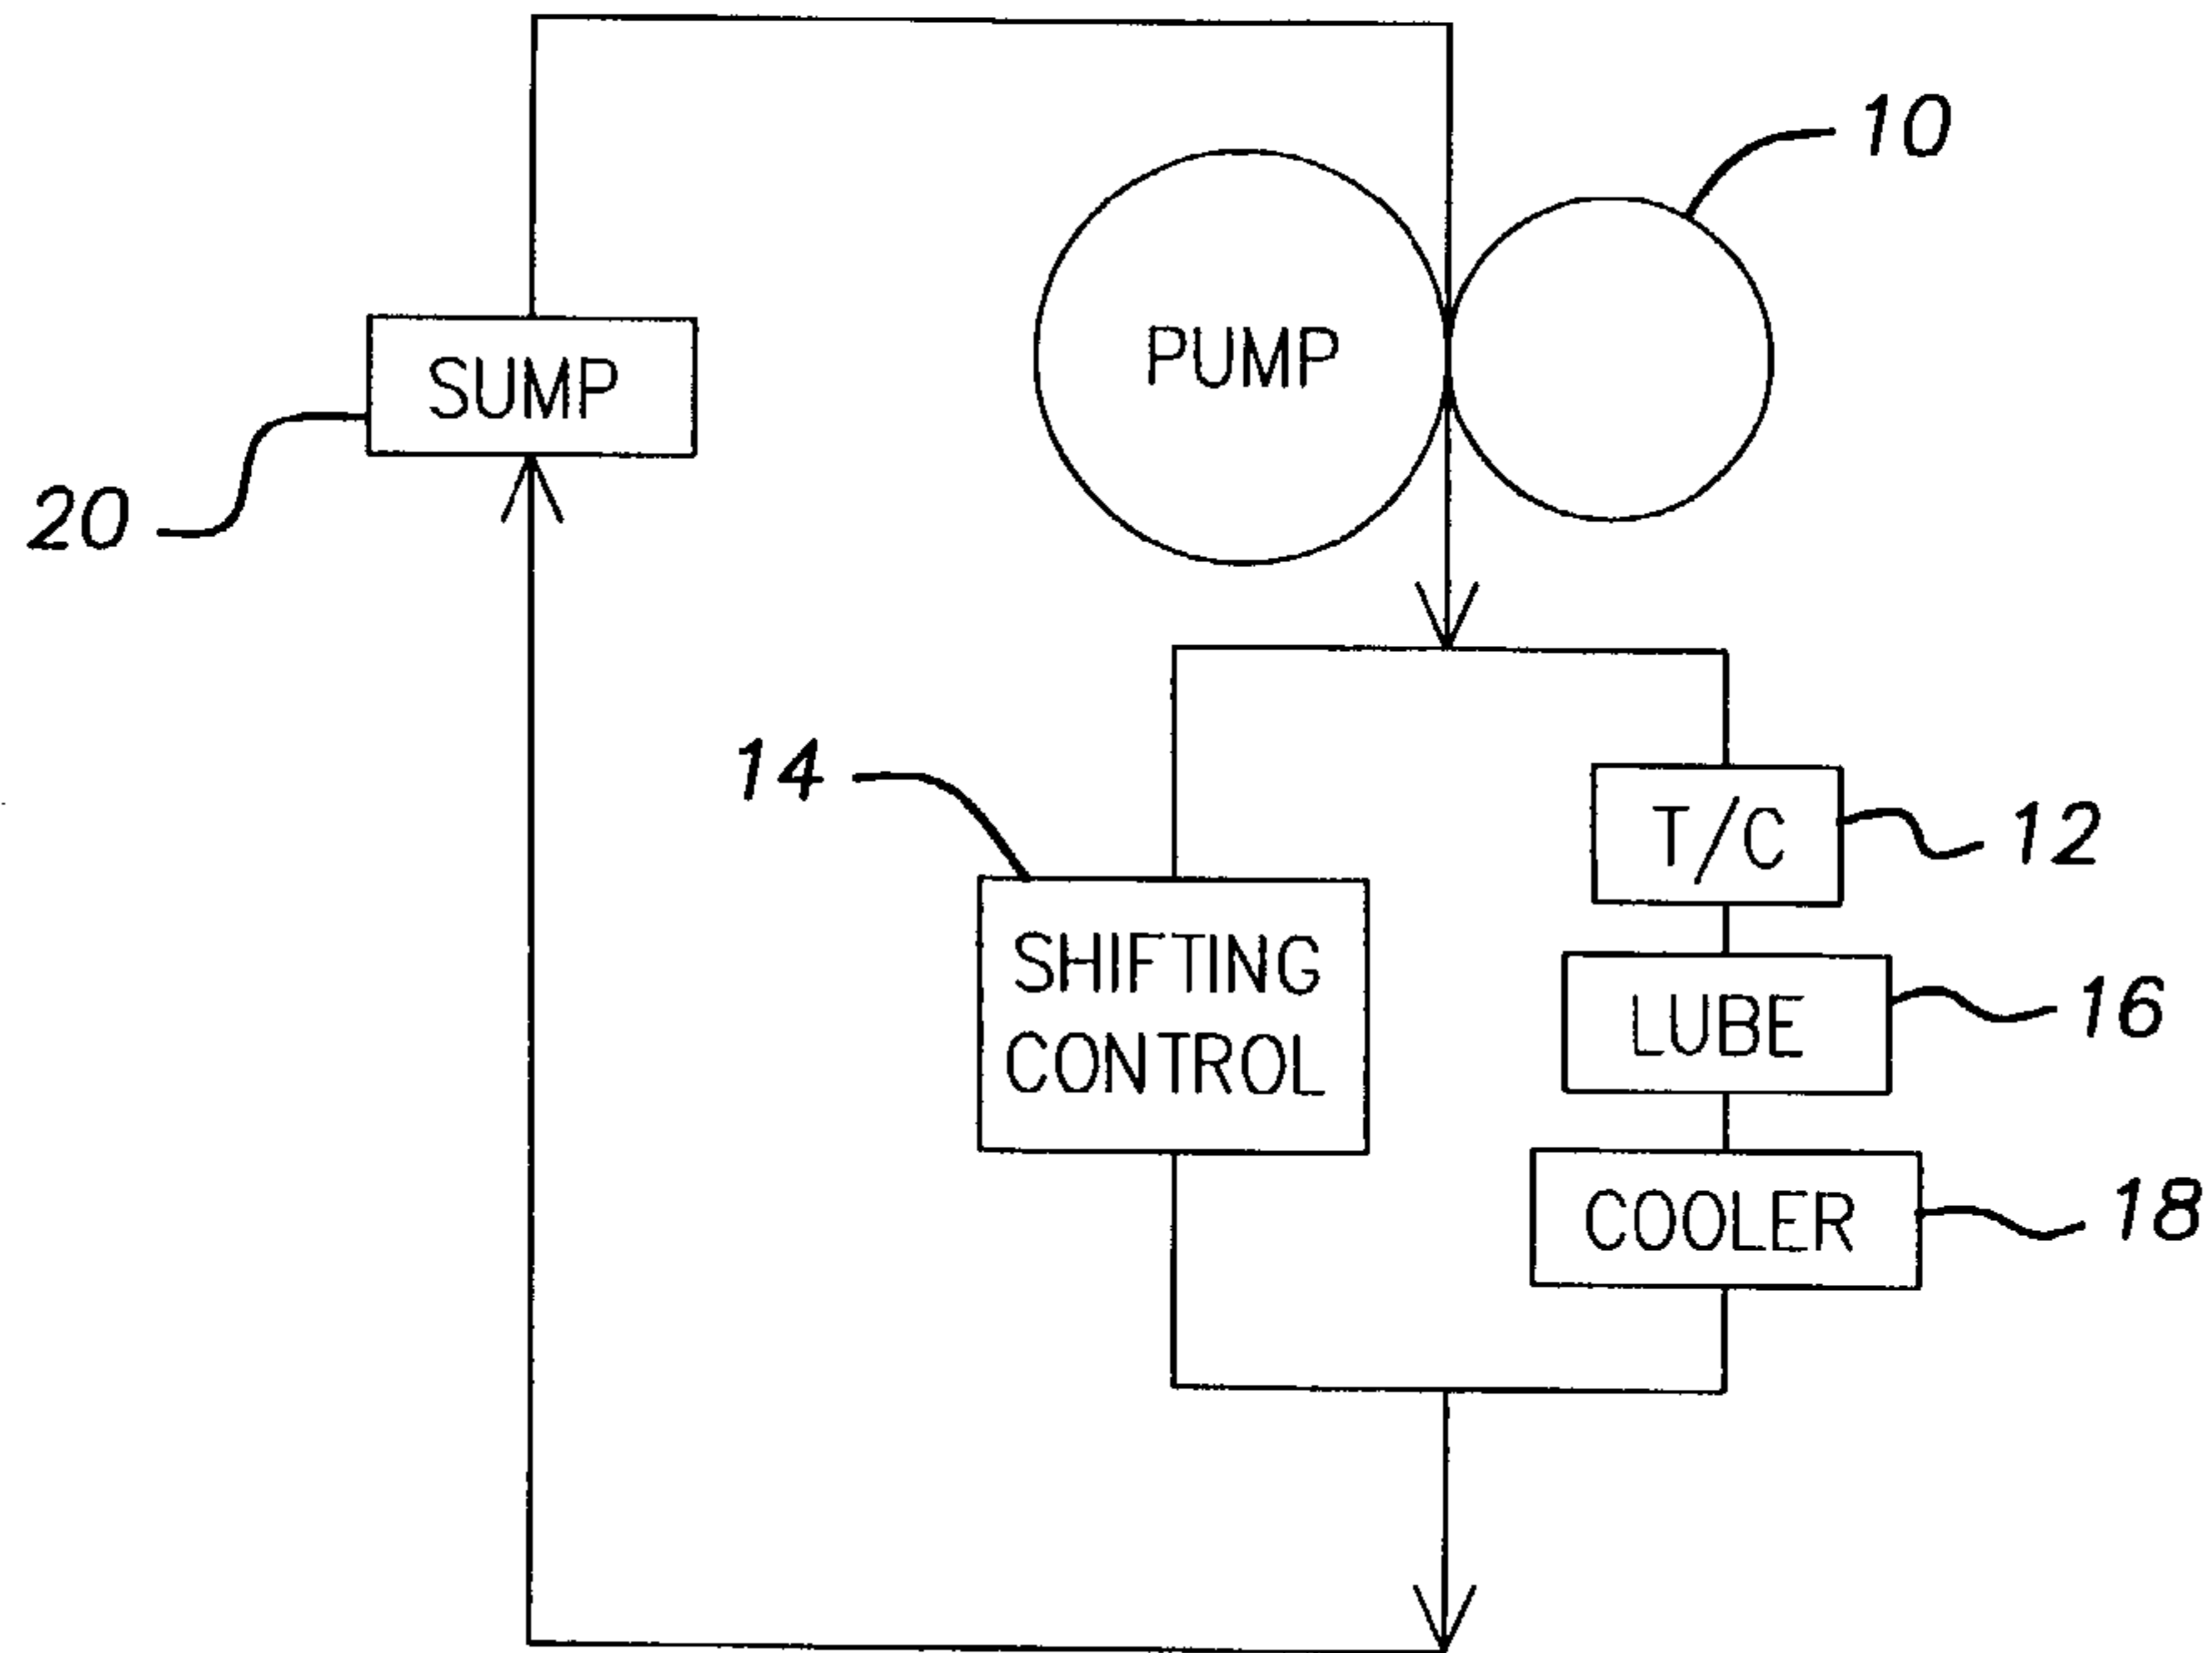 10
PUMP
SUMP
20
14
T/C
12
SHIFTING
CONTROL
LUBE
16
COOLER
18